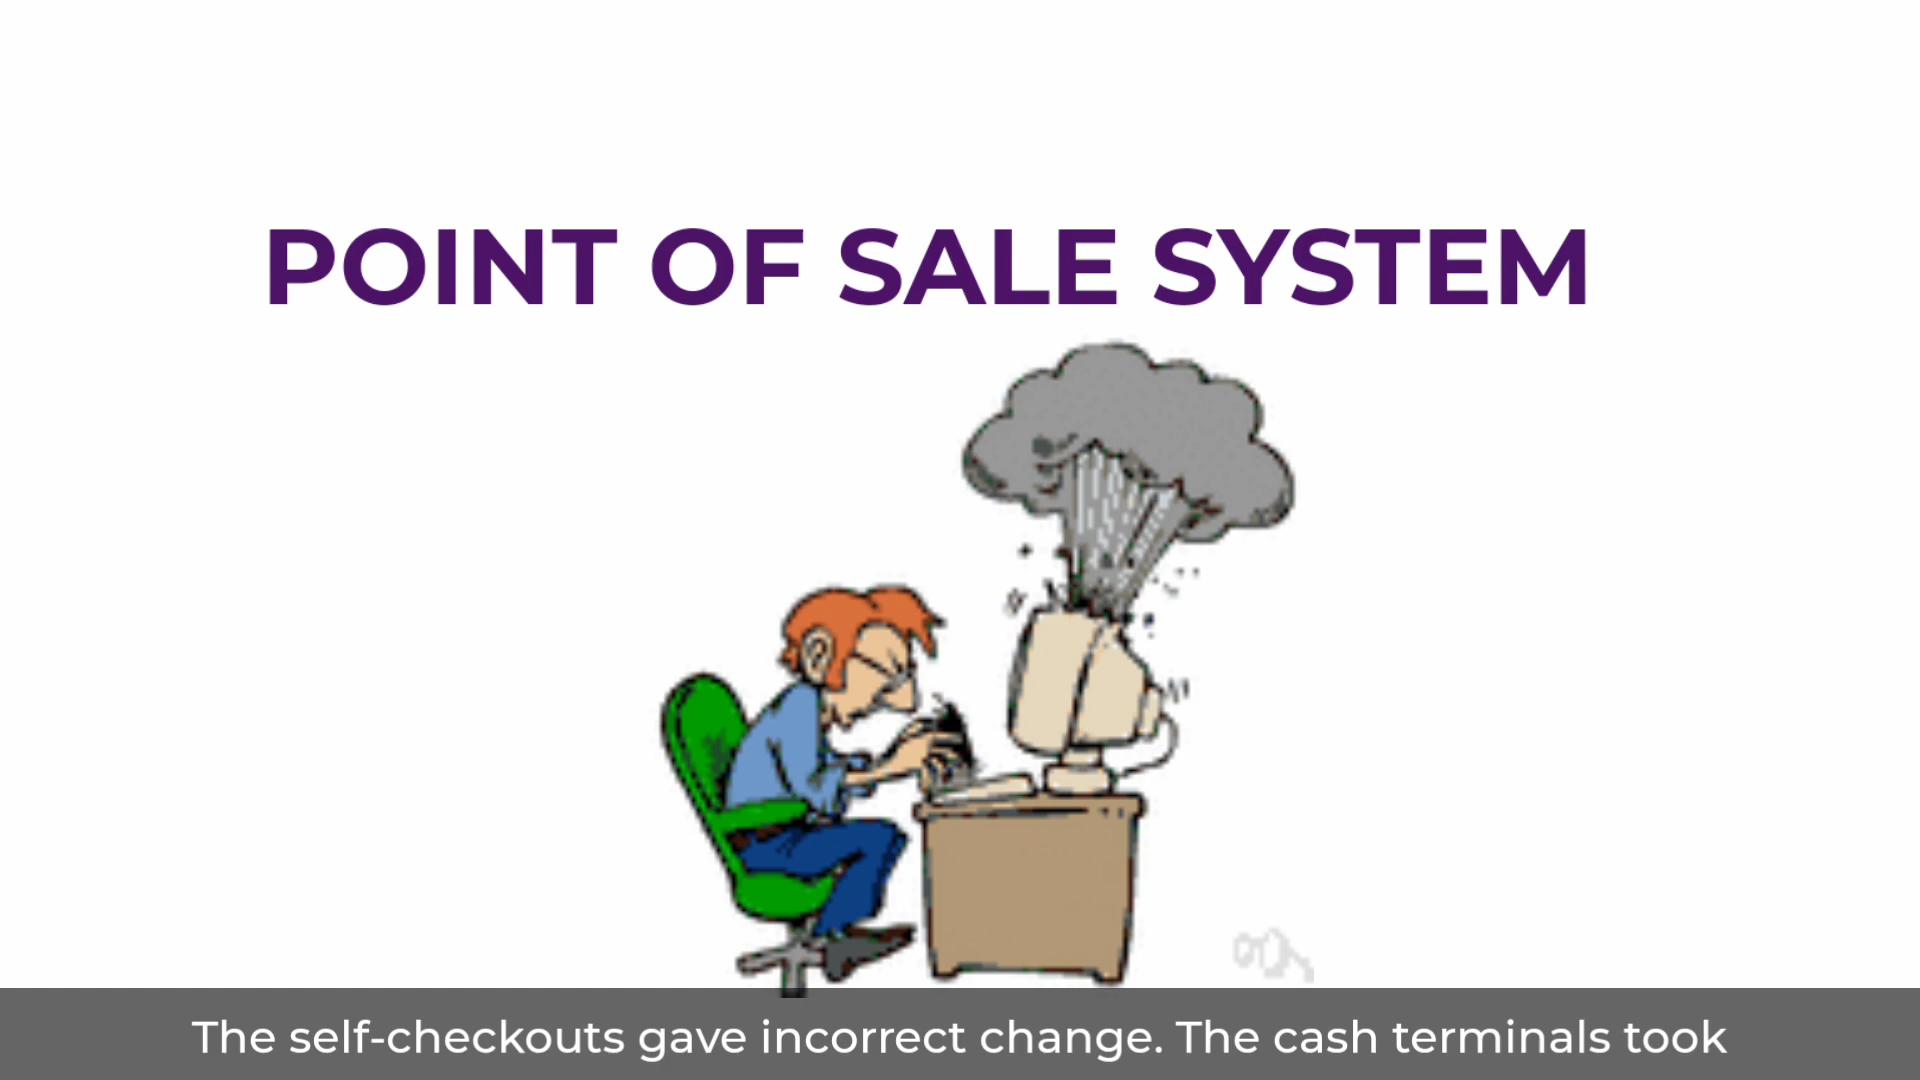 POINT OF SALE SYSTEM
The self-checkouts gave incorrect change. The cash terminals took